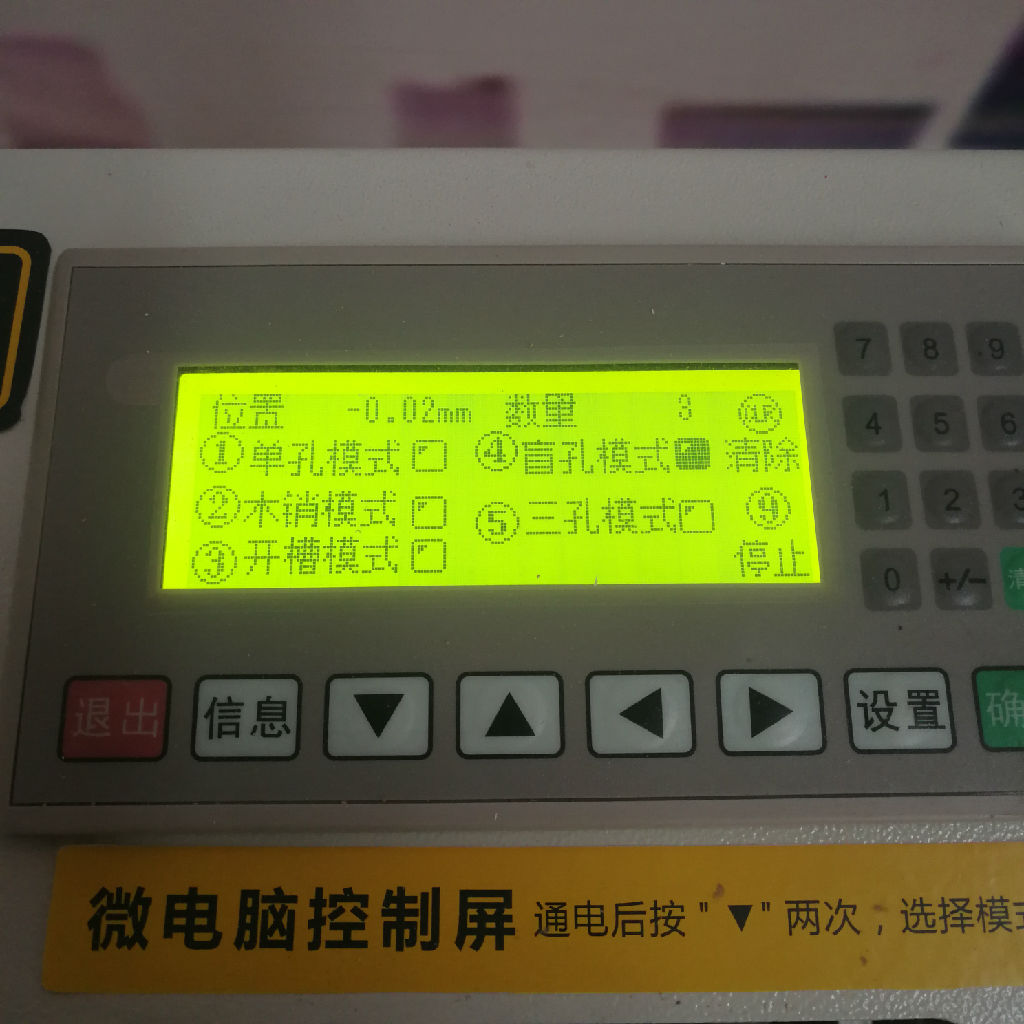 位置 -0.02mm 数量 3
①单孔模式 ④盲孔模式 清除
②木销模式 ⑤三孔模式 ⑨
③开槽模式 停止
7 8 9
4 5 6
1 2 3
0 +/- 清
退出 信息 ▼ ▲ ◀ ▶ 设置 确
微电脑控制屏 通电后按"▼"两次，选择模式